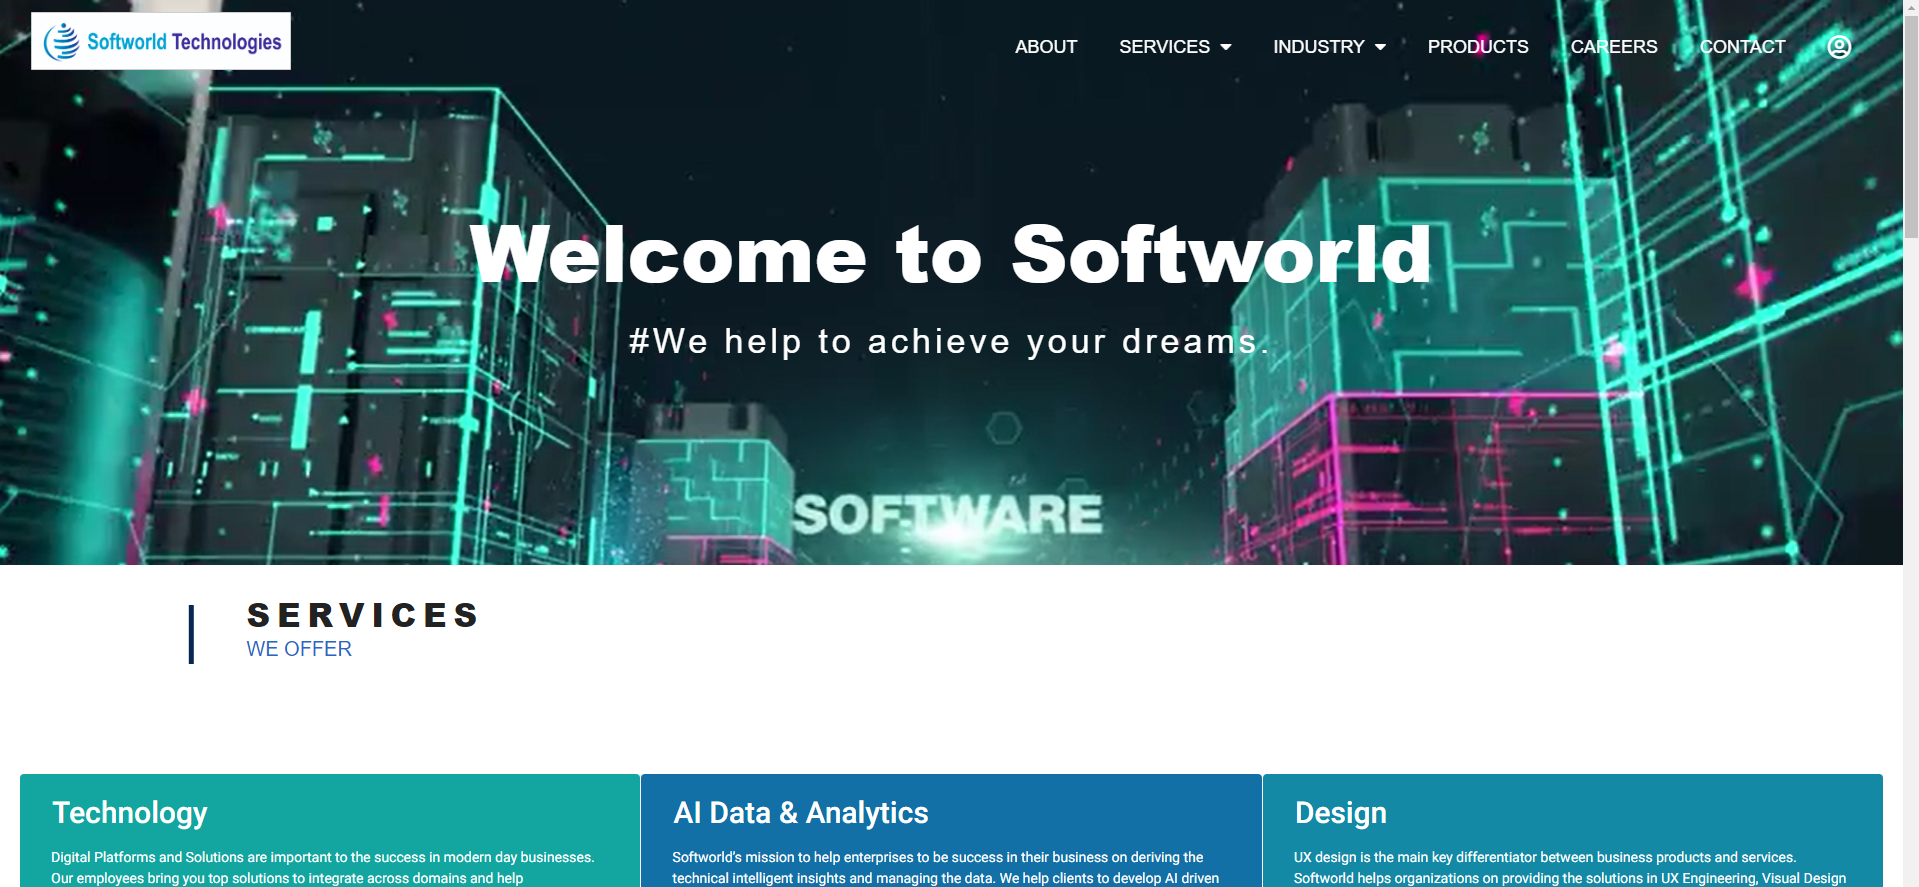 Softworld Technologies
ABOUT
SERVICES
INDUSTRY
PRODUCTS
CAREERS
CONTACT
Welcome to Softworld
#We help to achieve your dreams.
SOFTWARE
SERVICES
WE OFFER
Technology
Digital Platforms and Solutions are important to the success in modern day businesses.
Our employees bring you top solutions to integrate across domains and help
AI Data & Analytics
Softworld's mission to help enterprises to be success in their business on deriving the
technical intelligent insights and managing the data. We help clients to develop AI driven
Design
UX design is the main key differentiator between business products and services.
Softworld helps organizations on providing the solutions in UX Engineering, Visual Design